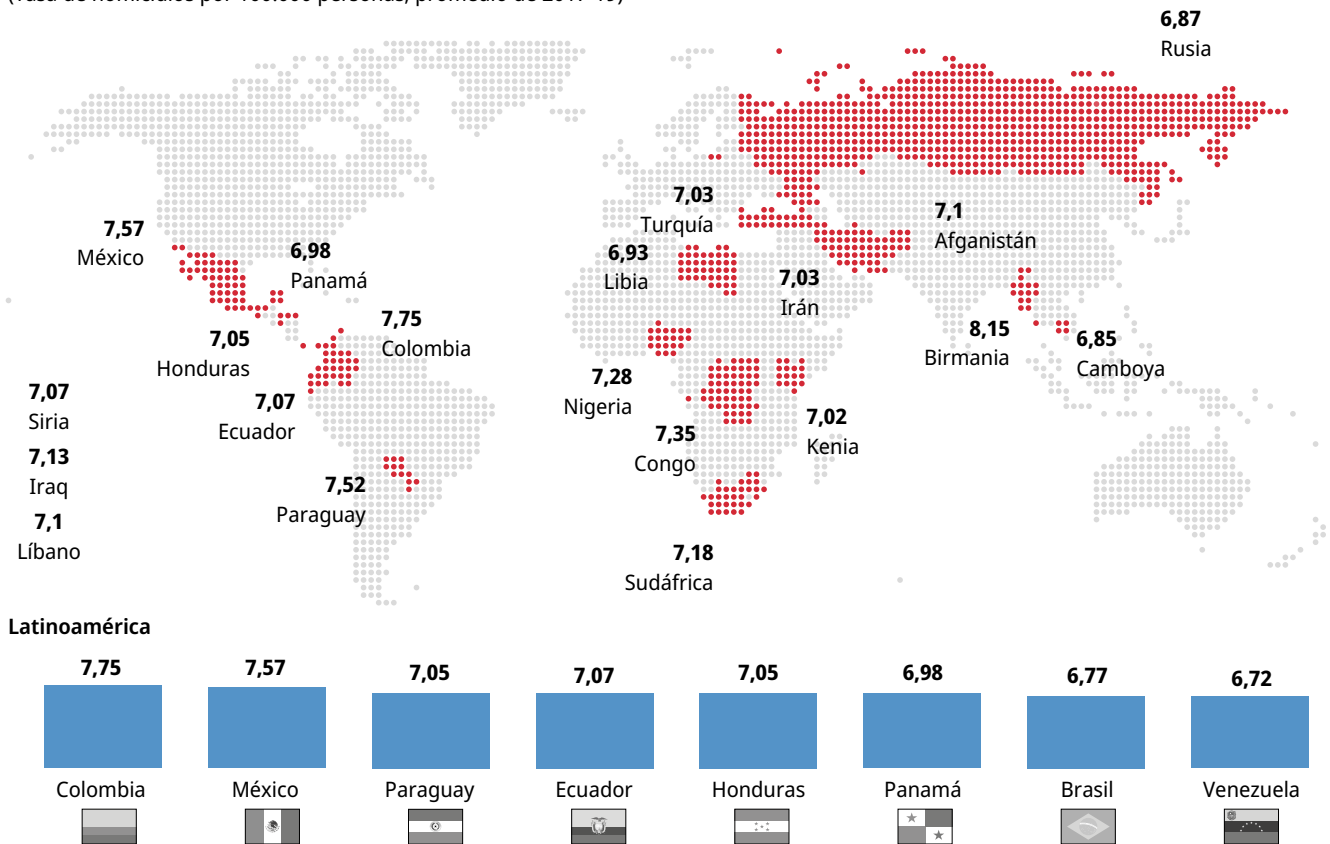 6,87
Rusia
7,03
Turquía
7,1
Afganistán
7,57
México
6,98
Panamá
6,93
Libia
7,03
Irán
7,75
Colombia
7,05
Honduras
8,15
Birmania
6,85
Camboya
7,28
Nigeria
7,07
Siria
7,07
Ecuador
7,02
Kenia
7,35
Congo
7,13
Iraq
7,52
Paraguay
7,1
Líbano
7,18
Sudáfrica
Latinoamérica
7,75 7,57 7,05 7,07 7,05 6,98 6,77 6,72
Colombia México Paraguay Ecuador Honduras Panamá Brasil Venezuela